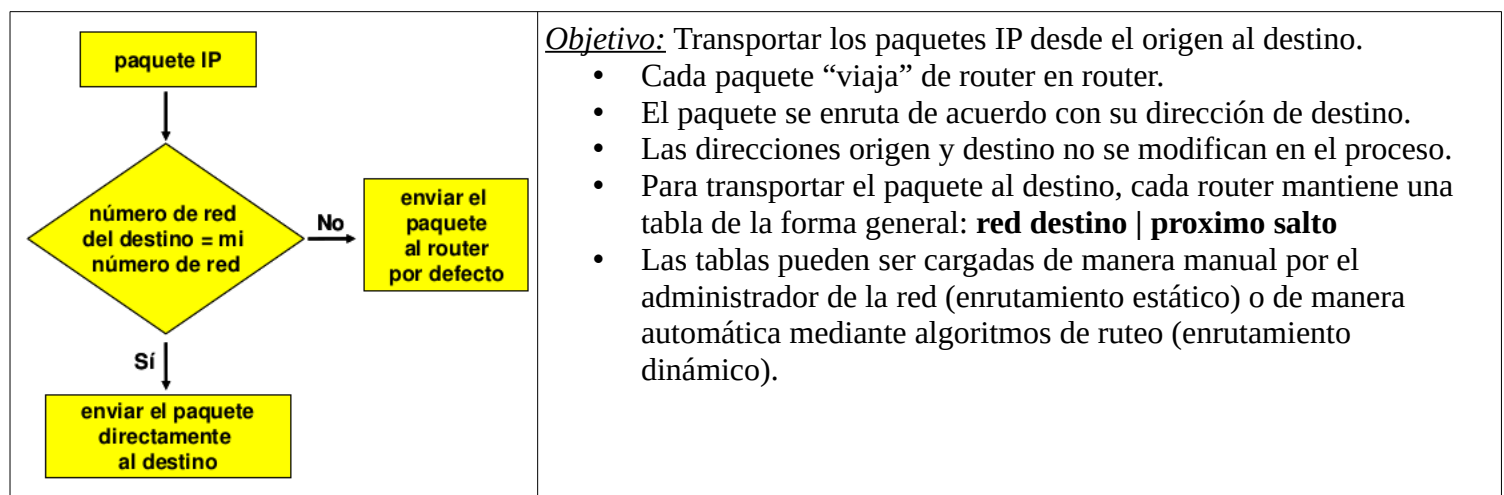 paquete IP
número de red
del destino = mi
número de red
No
enviar el
paquete
al router
por defecto
Sí
enviar el paquete
directamente
al destino
Objetivo: Transportar los paquetes IP desde el origen al destino.
• Cada paquete “viaja” de router en router.
• El paquete se enruta de acuerdo con su dirección de destino.
• Las direcciones origen y destino no se modifican en el proceso.
• Para transportar el paquete al destino, cada router mantiene una
tabla de la forma general: red destino | proximo salto
• Las tablas pueden ser cargadas de manera manual por el
administrador de la red (enrutamiento estático) o de manera
automática mediante algoritmos de ruteo (enrutamiento
dinámico).